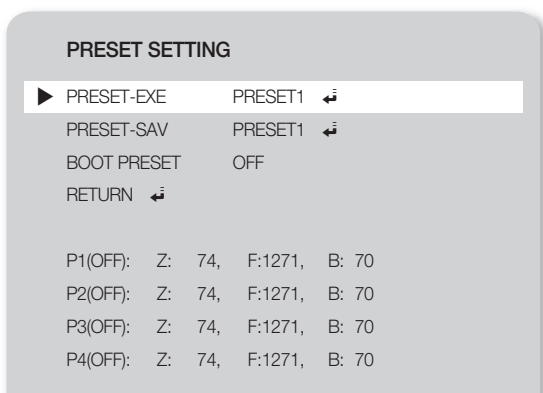 PRESET SETTING
▶ PRESET-EXE PRESET1 ↵
PRESET-SAV PRESET1 ↵
BOOT PRESET OFF
RETURN ↵
P1(OFF): Z: 74, F:1271, B: 70
P2(OFF): Z: 74, F:1271, B: 70
P3(OFF): Z: 74, F:1271, B: 70
P4(OFF): Z: 74, F:1271, B: 70